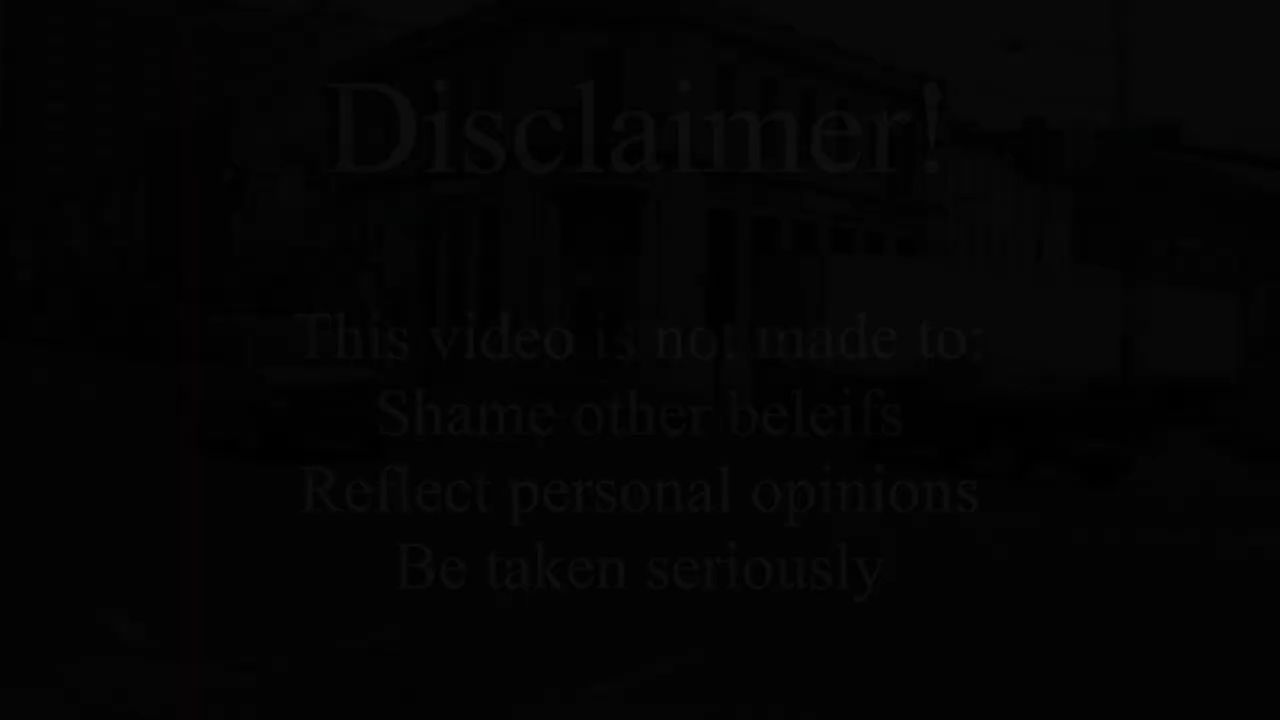 Disclaimer!
This video is not made to:
Shame other beleifs
Reflect personal opinions
Be taken seriously